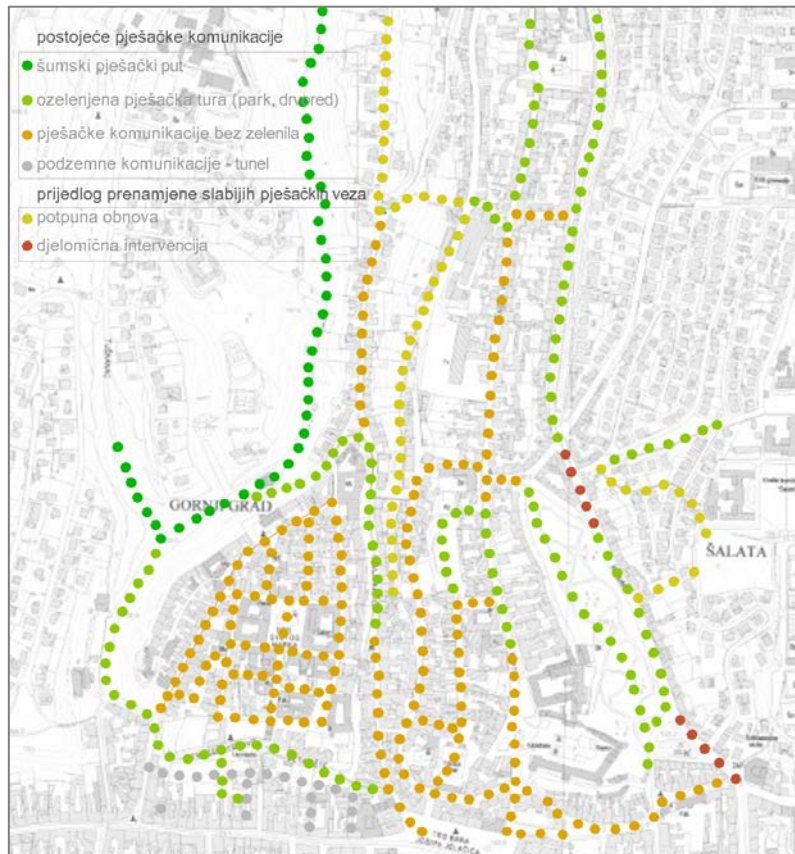 postojeće pješačke komunikacije
šumski pješački put
ozelenjena pješačka tura (park, drvored)
pješačke komunikacije bez zelenila
podzemne komunikacije - tunel
prijedlog prenamjene slabijih pješačkih veza
potpuna obnova
djelomična intervencija
TUŠKANAC
GORNJI GRAD
ŠALATA
TRG BANA
JOSIPA JELAČIĆA